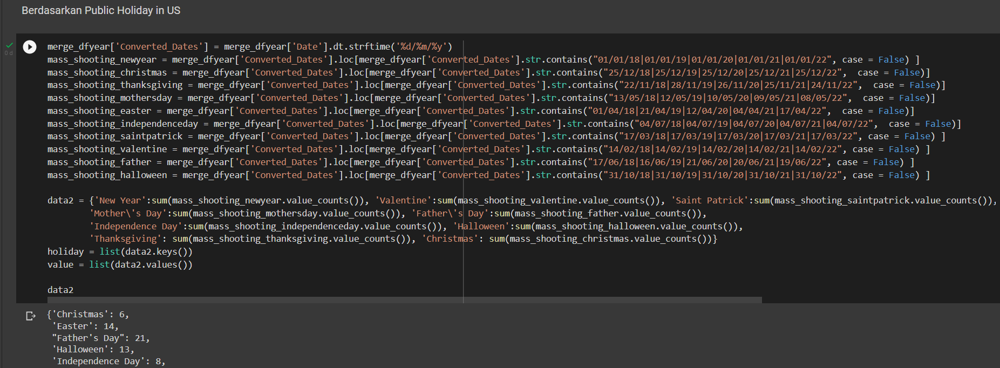 Berdasarkan Public Holiday in US
0 d
merge_dfyear['Converted_Dates'] = merge_dfyear['Date'].dt.strftime('%d/%m/%y')
mass_shooting_newyear = merge_dfyear['Converted_Dates'].loc[merge_dfyear['Converted_Dates'].str.contains("01/01/18|01/01/19|01/01/20|01/01/21|01/01/22", case = False) ]
mass_shooting_christmas = merge_dfyear['Converted_Dates'].loc[merge_dfyear['Converted_Dates'].str.contains("25/12/18|25/12/19|25/12/20|25/12/21|25/12/22",  case = False)]
mass_shooting_thanksgiving = merge_dfyear['Converted_Dates'].loc[merge_dfyear['Converted_Dates'].str.contains("22/11/18|28/11/19|26/11/20|25/11/21|24/11/22",  case = False)]
mass_shooting_mothersday = merge_dfyear['Converted_Dates'].loc[merge_dfyear['Converted_Dates'].str.contains("13/05/18|12/05/19|10/05/20|09/05/21|08/05/22",  case = False)]
mass_shooting_easter = merge_dfyear['Converted_Dates'].loc[merge_dfyear['Converted_Dates'].str.contains("01/04/18|21/04/19|12/04/20|04/04/21|17/04/22",  case = False)]
mass_shooting_independenceday = merge_dfyear['Converted_Dates'].loc[merge_dfyear['Converted_Dates'].str.contains("04/07/18|04/07/19|04/07/20|04/07/21|04/07/22",  case = False)]
mass_shooting_saintpatrick = merge_dfyear['Converted_Dates'].loc[merge_dfyear['Converted_Dates'].str.contains("17/03/18|17/03/19|17/03/20|17/03/21|17/03/22", case = False) ]
mass_shooting_valentine = merge_dfyear['Converted_Dates'].loc[merge_dfyear['Converted_Dates'].str.contains("14/02/18|14/02/19|14/02/20|14/02/21|14/02/22", case = False) ]
mass_shooting_father = merge_dfyear['Converted_Dates'].loc[merge_dfyear['Converted_Dates'].str.contains("17/06/18|16/06/19|21/06/20|20/06/21|19/06/22", case = False) ]
mass_shooting_halloween = merge_dfyear['Converted_Dates'].loc[merge_dfyear['Converted_Dates'].str.contains("31/10/18|31/10/19|31/10/20|31/10/21|31/10/22", case = False) ]
data2 = {'New Year':sum(mass_shooting_newyear.value_counts()), 'Valentine':sum(mass_shooting_valentine.value_counts()), 'Saint Patrick':sum(mass_shooting_saintpatrick.value_counts()),
'Mother\'s Day':sum(mass_shooting_mothersday.value_counts()), 'Father\'s Day':sum(mass_shooting_father.value_counts()),
'Independence Day':sum(mass_shooting_independenceday.value_counts()), 'Halloween':sum(mass_shooting_halloween.value_counts()),
'Thanksgiving': sum(mass_shooting_thanksgiving.value_counts()), 'Christmas': sum(mass_shooting_christmas.value_counts())}
holiday = list(data2.keys())
value = list(data2.values())
data2
{'Christmas': 6,
'Easter': 14,
"Father's Day": 21,
'Halloween': 13,
'Independence Day': 8,